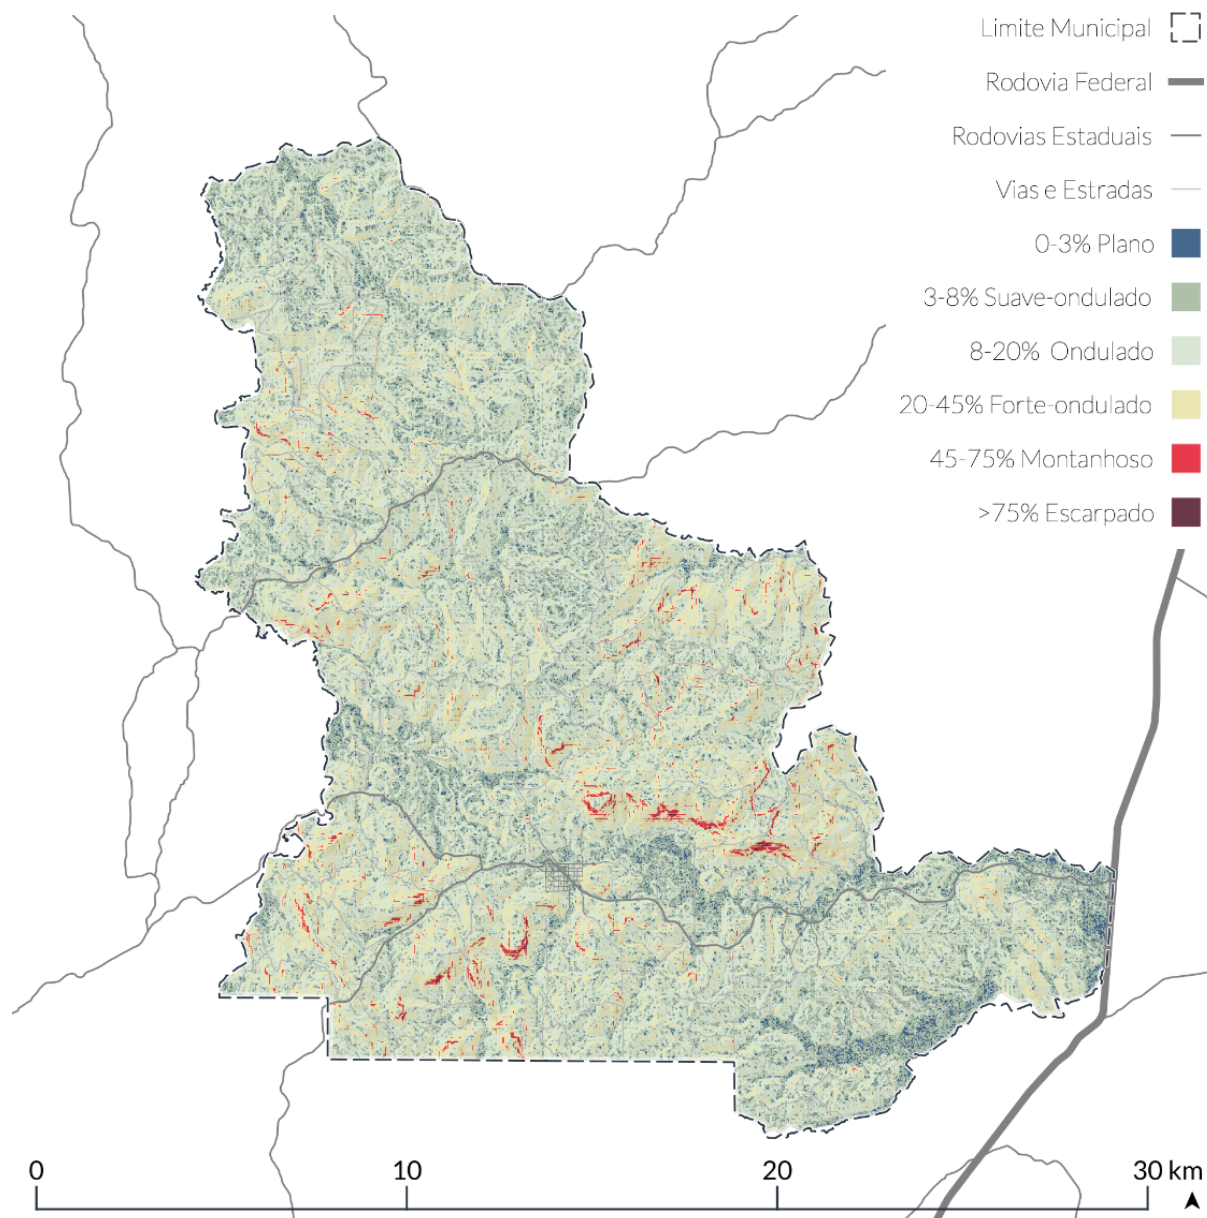 Limite Municipal
Rodovia Federal
Rodovias Estaduais
Vias e Estradas
0-3% Plano
3-8% Suave-ondulado
8-20% Ondulado
20-45% Forte-ondulado
45-75% Montanhoso
>75% Escarpado
0 10 20 30 km